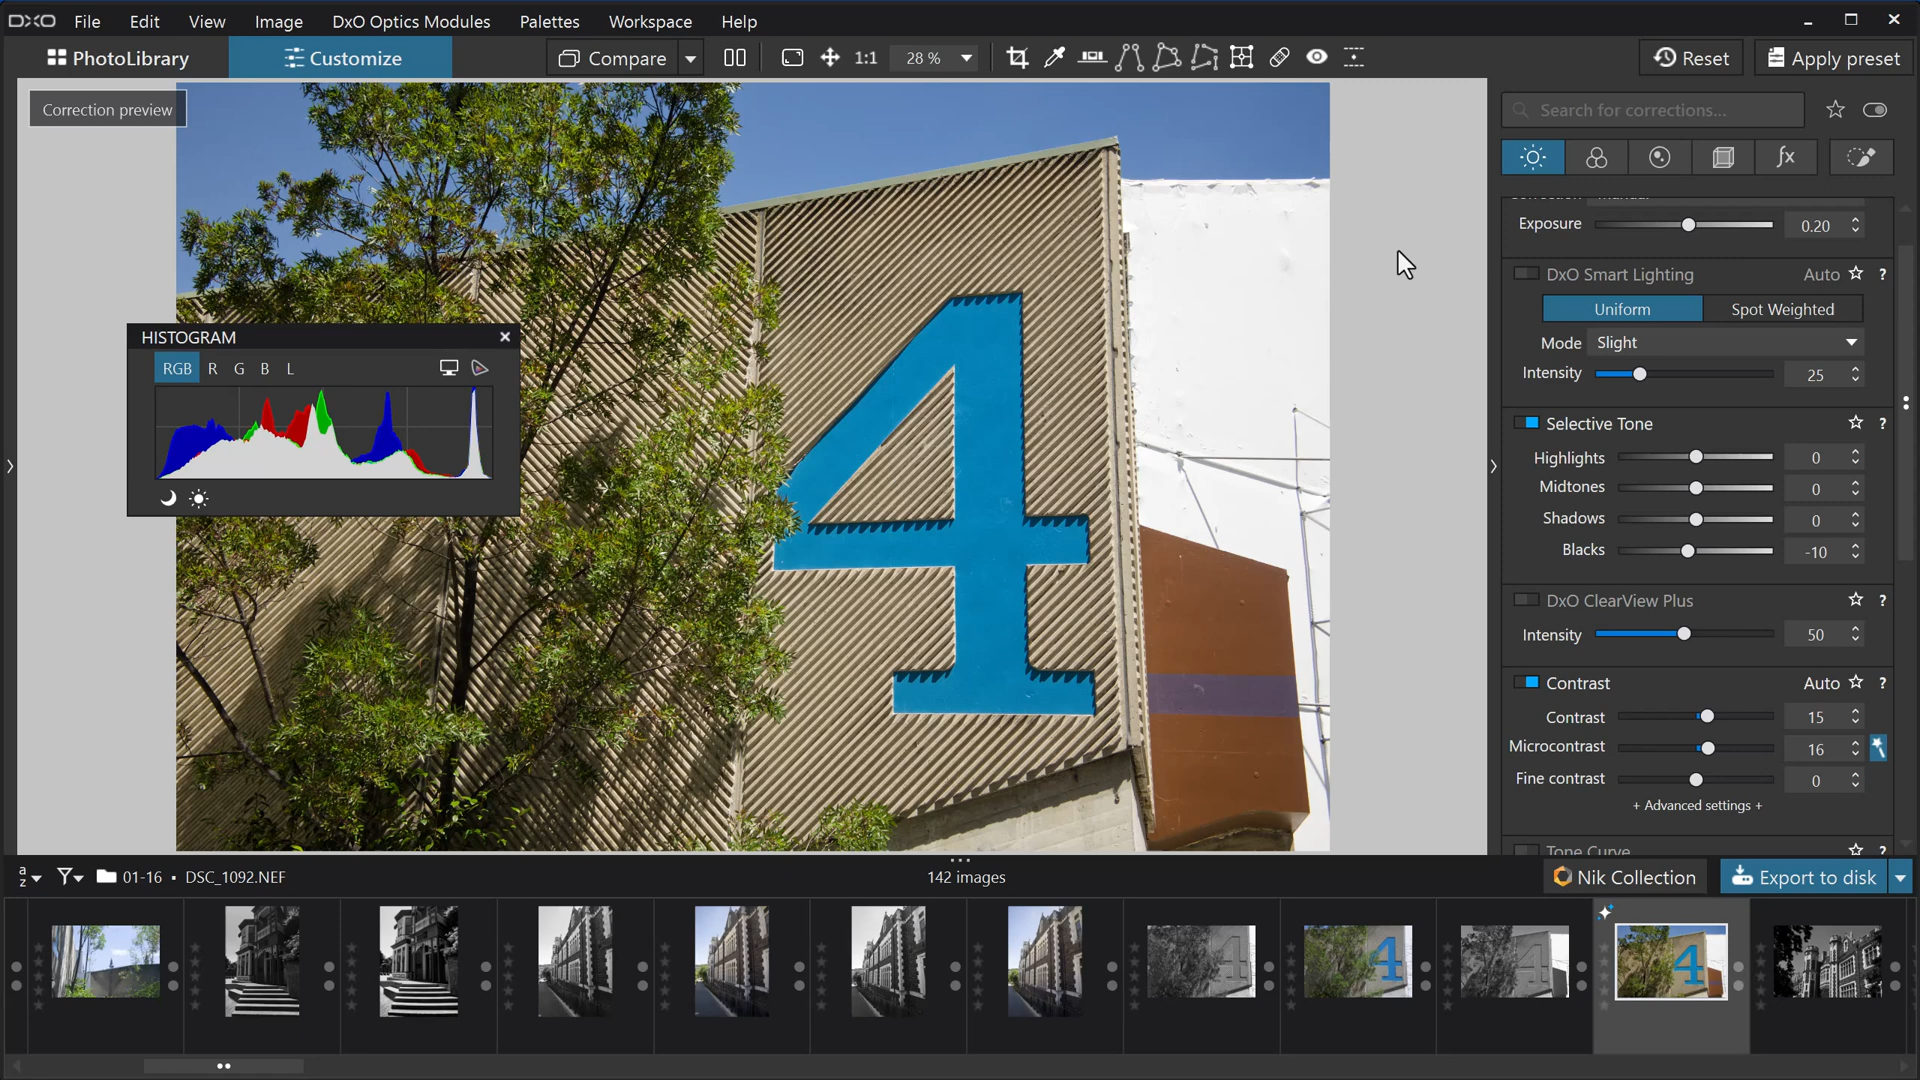 DXO File Edit View Image DxO Optics Modules Palettes Workspace Help
PhotoLibrary Customize Compare 1:1 28 % Reset Apply preset
Correction preview
Search for corrections...
fx
Exposure 0.20
DxO Smart Lighting Auto ?
Uniform Spot Weighted
Mode Slight
Intensity 25
Selective Tone ?
Highlights 0
Midtones 0
Shadows 0
Blacks -10
DxO ClearView Plus ?
Intensity 50
Contrast Auto ?
Contrast 15
Microcontrast 16
Fine contrast 0
+ Advanced settings +
Tone Curve ?
HISTOGRAM
RGB R G B L
4
a z 01-16 • DSC_1092.NEF 142 images Nik Collection Export to disk
4
4
4
4